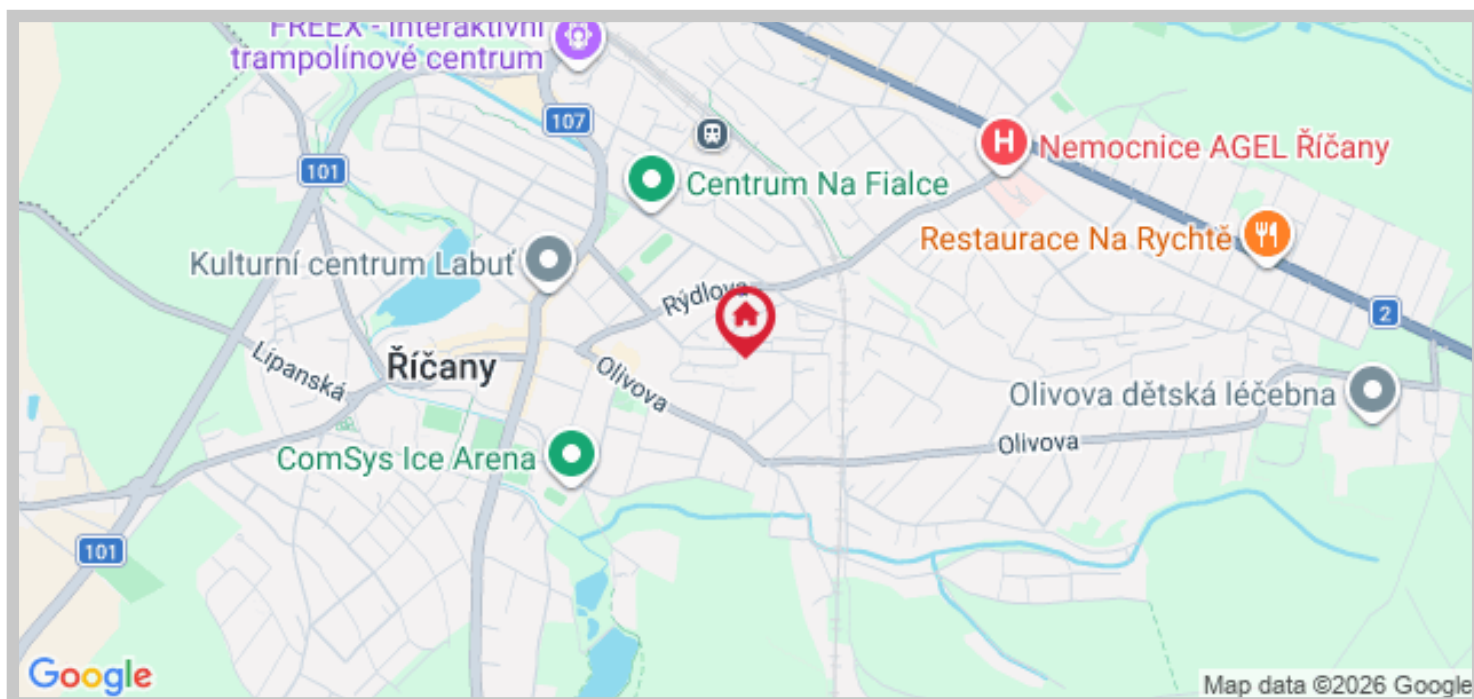 FREEX - Interaktivní
trampolínové centrum
107
101
Nemocnice AGEL Říčany
Centrum Na Fialce
Restaurace Na Rychtě
Kulturní centrum Labuť
Rýdlova
2
Lipanská
Říčany
Olivova
Olivova dětská léčebna
Olivova
ComSys Ice Arena
101
Google
Map data ©2026 Google